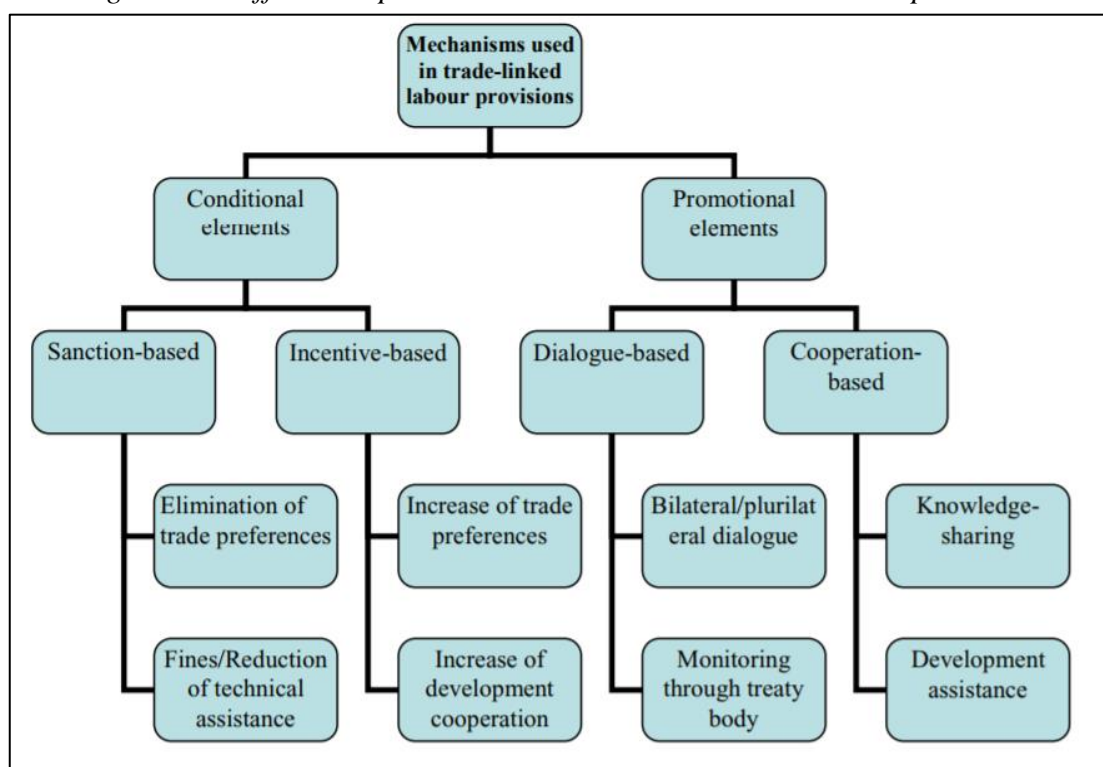 Mechanisms used
in trade-linked
labour provisions
Conditional
elements
Promotional
elements
Sanction-based
Incentive-based
Dialogue-based
Cooperation-
based
Elimination of
trade preferences
Increase of trade
preferences
Bilateral/plurilat
eral dialogue
Knowledge-
sharing
Fines/Reduction
of technical
assistance
Increase of
development
cooperation
Monitoring
through treaty
body
Development
assistance